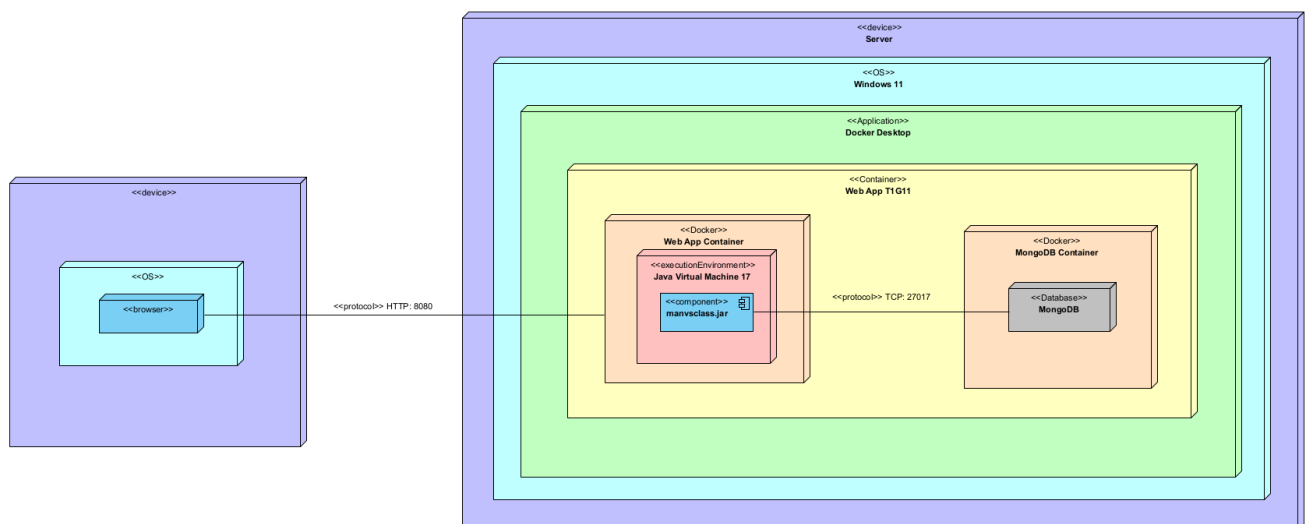 <<device>>
Server
<<OS>>
Windows 11
<<Application>>
Docker Desktop
<<Container>>
Web App T1G11
<<device>>
<<OS>>
<<browser>>
<<protocol>> HTTP: 8080
<<Docker>>
Web App Container
<<executionEnvironment>>
Java Virtual Machine 17
<<component>>
manvsclass.jar
<<protocol>> TCP: 27017
<<Docker>>
MongoDB Container
<<Database>>
MongoDB